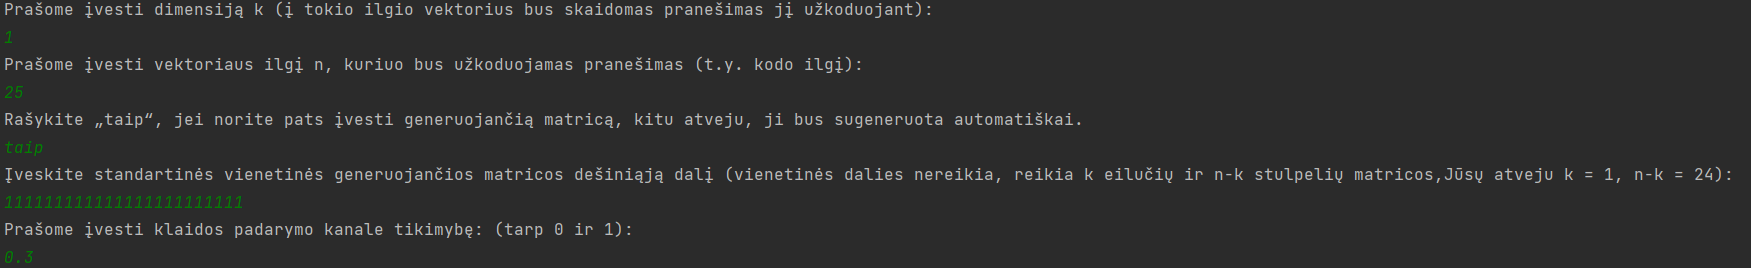 Prašome įvesti dimensiją k (į tokio ilgio vektorius bus skaidomas pranešimas jį užkoduojant):
1
Prašome įvesti vektoriaus ilgį n, kuriuo bus užkoduojamas pranešimas (t.y. kodo ilgį):
25
Rašykite „taip“, jei norite pats įvesti generuojančią matricą, kitu atveju, ji bus sugeneruota automatiškai.
taip
Įveskite standartinės vienetinės generuojančios matricos dešiniąją dalį (vienetinės dalies nereikia, reikia k eilučių ir n-k stulpelių matricos,Jūsų atveju k = 1, n-k = 24):
111111111111111111111111
Prašome įvesti klaidos padarymo kanale tikimybę: (tarp 0 ir 1):
0.3